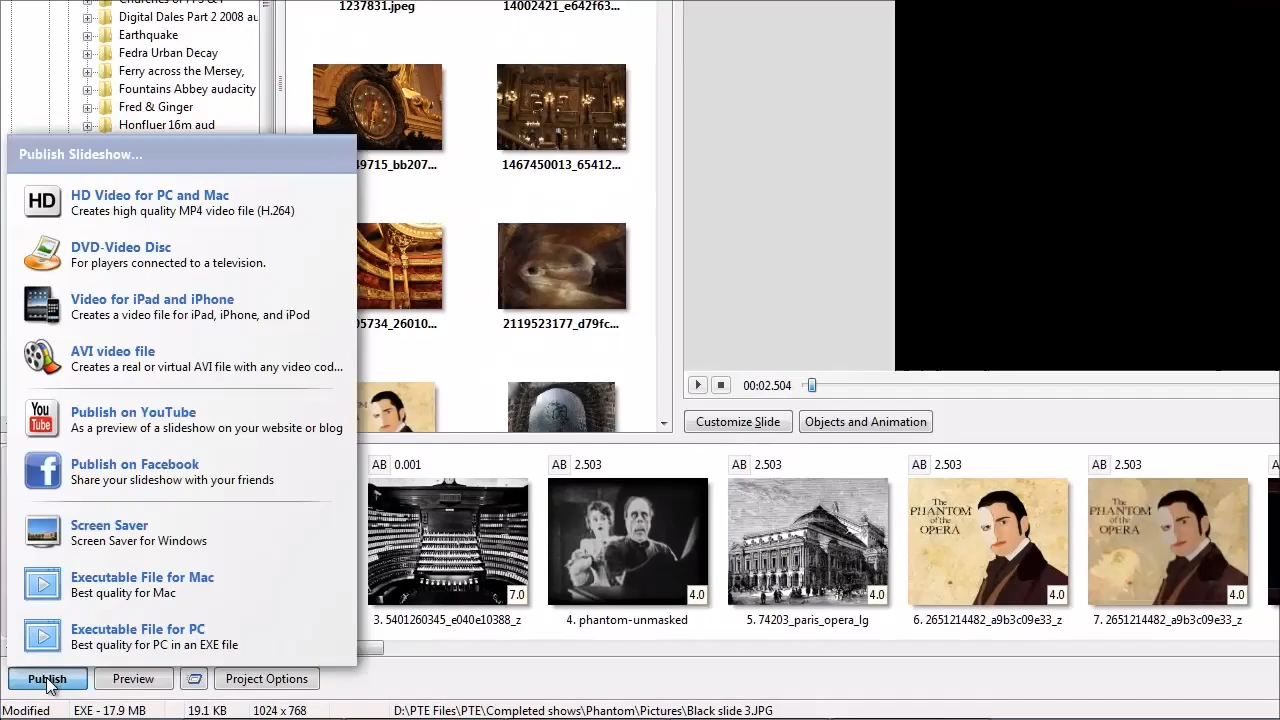 Churches of P3 & P
Digital Dales Part 2 2008 au
Earthquake
Fedra Urban Decay
Ferry across the Mersey,
Fountains Abbey audacity
Fred & Ginger
Honfluer 16m aud
1237831.jpeg
14002421_e642f63...
49715_bb207...
1467450013_65412...
05734_26010...
2119523177_d79fc...
Publish Slideshow...
HD
HD Video for PC and Mac
Creates high quality MP4 video file (H.264)
DVD-Video Disc
For players connected to a television.
Video for iPad and iPhone
Creates a video file for iPad, iPhone, and iPod
AVI video file
Creates a real or virtual AVI file with any video cod...
You
Tube
Publish on YouTube
As a preview of a slideshow on your website or blog
f
Publish on Facebook
Share your slideshow with your friends
Screen Saver
Screen Saver for Windows
Executable File for Mac
Best quality for Mac
Executable File for PC
Best quality for PC in an EXE file
00:02.504
Customize Slide
Objects and Animation
AB 0.001
AB 2.503
AB 2.503
AB 2.503
AB 2.503
The
PHANTOM
of the
OPERA
The
PHANTOM
of the
OPERA
7.0
4.0
4.0
4.0
4.0
3. 5401260345_e040e10388_z
4. phantom-unmasked
5. 74203_paris_opera_lg
6. 2651214482_a9b3c09e33_z
7. 2651214482_a9b3c09e33_z
Publish
Preview
Project Options
Modified
EXE - 17.9 MB
19.1 KB
1024 x 768
D:\PTE Files\PTE\Completed shows\Phantom\Pictures\Black slide 3.JPG